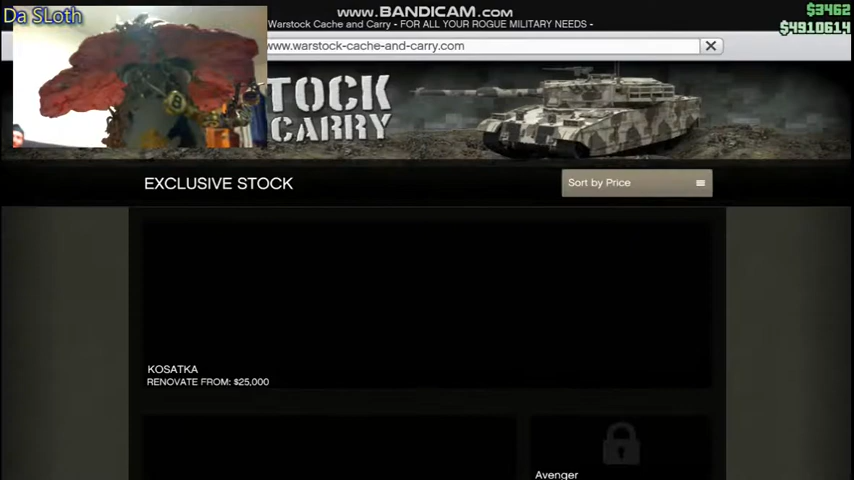 Da SLoth
www.BANDICAM.com
$3462
Warstock Cache and Carry - FOR ALL YOUR ROGUE MILITARY NEEDS -
$4910614
www.warstock-cache-and-carry.com
TOCK
CARRY
EXCLUSIVE STOCK
Sort by Price
KOSATKA
RENOVATE FROM: $25,000
Avenger